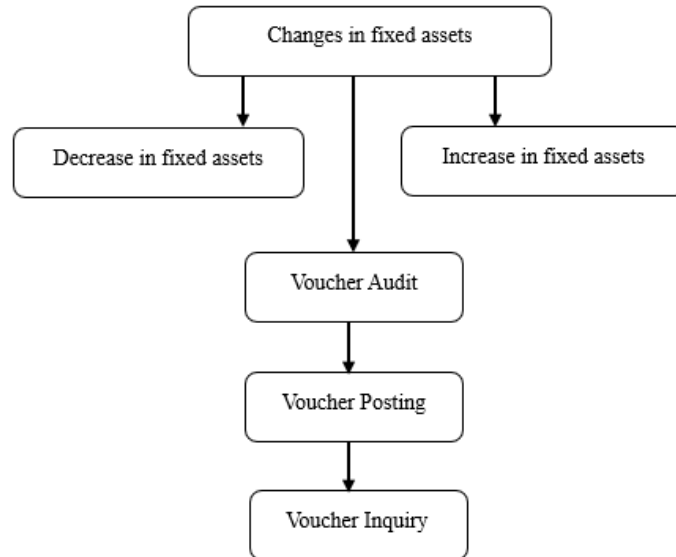 Changes in fixed assets
Decrease in fixed assets
Increase in fixed assets
Voucher Audit
Voucher Posting
Voucher Inquiry